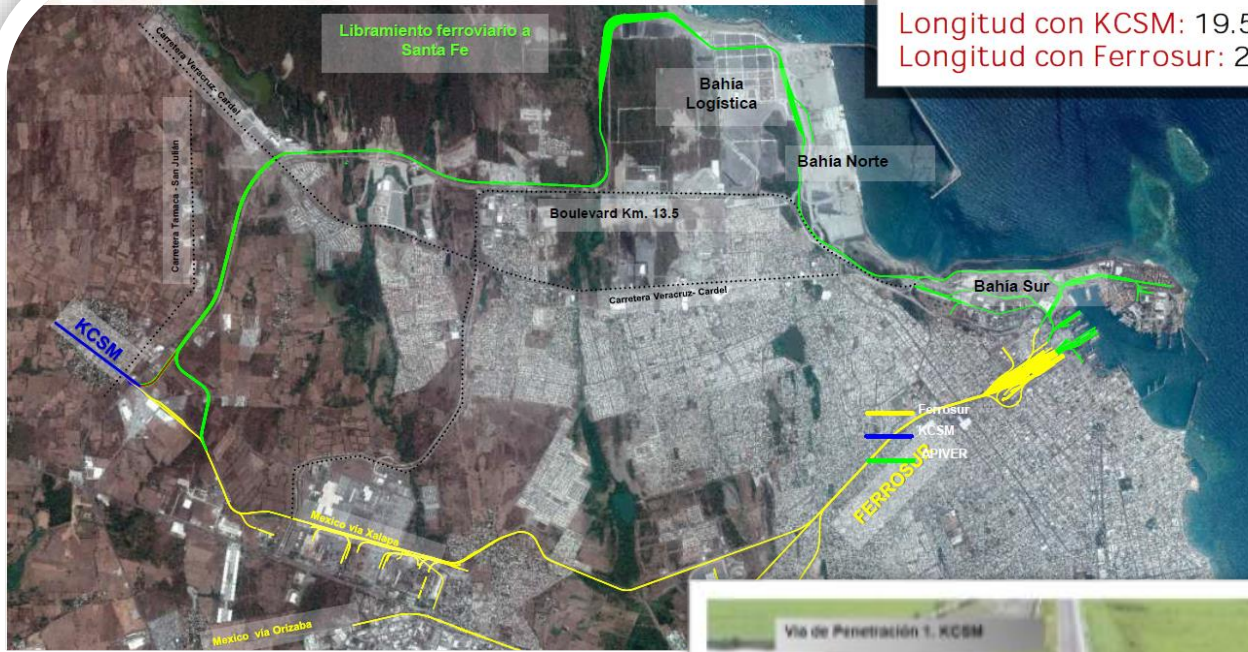 Longitud con KCSM: 19.5
Longitud con Ferrosur: 2
Libramiento ferroviario a
Santa Fe
Carretera Veracruz- Cardel
Bahía
Logística
Carretera Tamaca - San Julián
Bahía Norte
Boulevard Km. 13.5
Carretera Veracruz- Cardel
Bahía Sur
KCSM
Ferrosur
KCSM
APIVER
FERROSUR
Mexico vía Xalapa
Mexico vía Orizaba
Vía de Penetración 1. KCSM